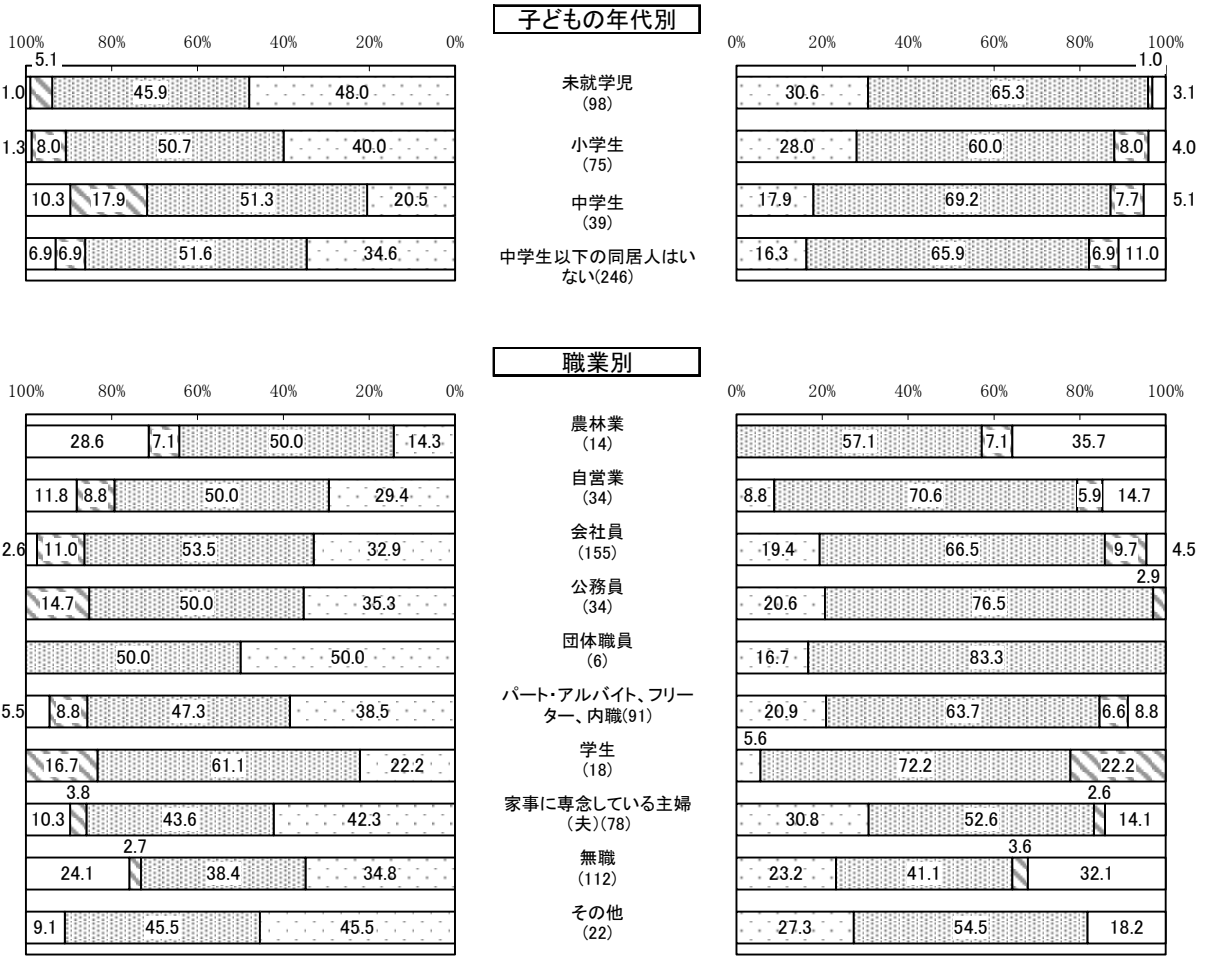 子どもの年代別
100% 80% 60% 40% 20% 0% 0% 20% 40% 60% 80% 100%
5.1 1.0
1.0 45.9 48.0 未就学児 30.6 65.3 3.1
(98)
1.3 8.0 50.7 40.0 小学生 28.0 60.0 8.0 4.0
(75)
10.3 17.9 51.3 20.5 中学生 17.9 69.2 7.7 5.1
(39)
6.9 6.9 51.6 34.6 中学生以下の同居人はい 16.3 65.9 6.9 11.0
ない(246)
職業別
100% 80% 60% 40% 20% 0% 0% 20% 40% 60% 80% 100%
28.6 7.1 50.0 14.3 農林業 57.1 7.1 35.7
(14)
11.8 8.8 50.0 29.4 自営業 8.8 70.6 5.9 14.7
(34)
2.6 11.0 53.5 32.9 会社員 19.4 66.5 9.7 4.5
(155)
2.9
14.7 50.0 35.3 公務員 20.6 76.5
(34)
50.0 50.0 団体職員 16.7 83.3
(6)
5.5 8.8 47.3 38.5 パート・アルバイト、フリー 20.9 63.7 6.6 8.8
ター、内職(91)
5.6
16.7 61.1 22.2 学生 72.2 22.2
(18)
3.8 2.6
10.3 43.6 42.3 家事に専念している主婦 30.8 52.6 14.1
(夫)(78)
2.7 3.6
24.1 38.4 34.8 無職 23.2 41.1 32.1
(112)
9.1 45.5 45.5 その他 27.3 54.5 18.2
(22)